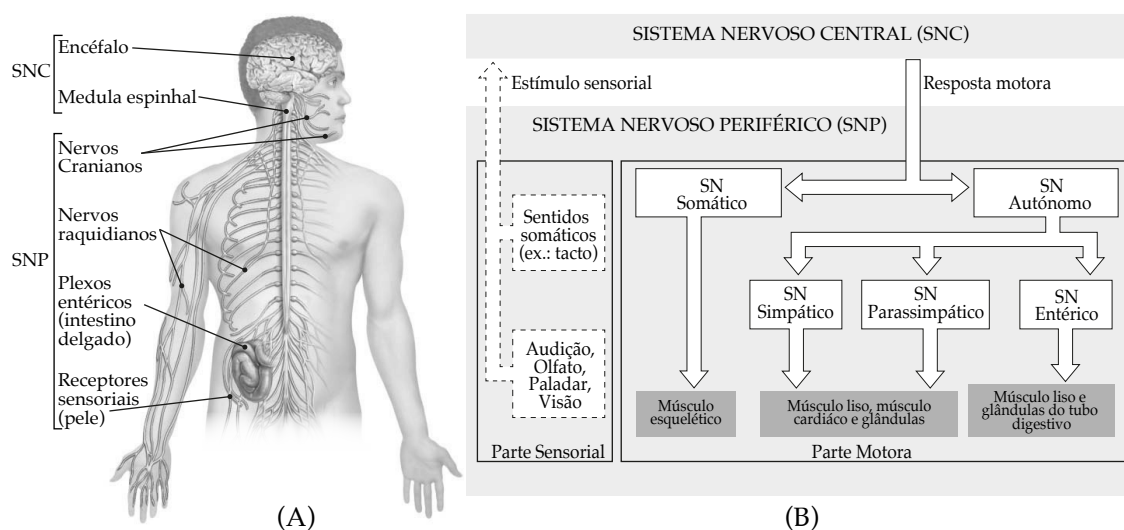 SNC
Encéfalo
Medula espinhal
SNP
Nervos
Cranianos
Nervos
raquidianos
Plexos
entéricos
(intestino
delgado)
Receptores
sensoriais
(pele)
(A)
SISTEMA NERVOSO CENTRAL (SNC)
Estímulo sensorial
Resposta motora
SISTEMA NERVOSO PERIFÉRICO (SNP)
Sentidos
somáticos
(ex.: tacto)
Audição,
Olfato,
Paladar,
Visão
Parte Sensorial
SN
Somático
SN
Autónomo
SN
Simpático
SN
Parassimpático
SN
Entérico
Músculo
esquelético
Músculo liso, músculo
cardiáco e glândulas
Músculo liso e
glândulas do tubo
digestivo
Parte Motora
(B)